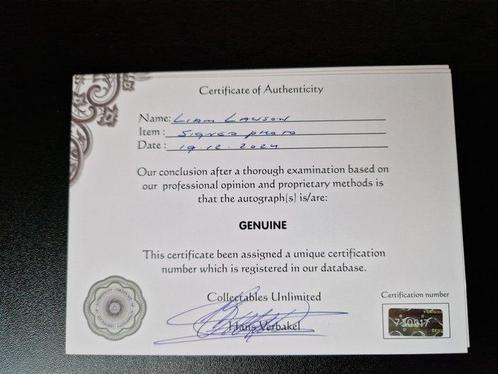 Certificate of Authenticity
Name: LIAM LAWSON
Item : SIGNED PHOTO
Date : 19.12.2024
Our conclusion after a thorough examination based on
our professional opinion and proprietary methods is
that the autograph(s) is/are:
GENUINE
This certificate been assigned a unique certification
number which is registered in our database.
Collectables Unlimited
Certification number
Hans Verbakel